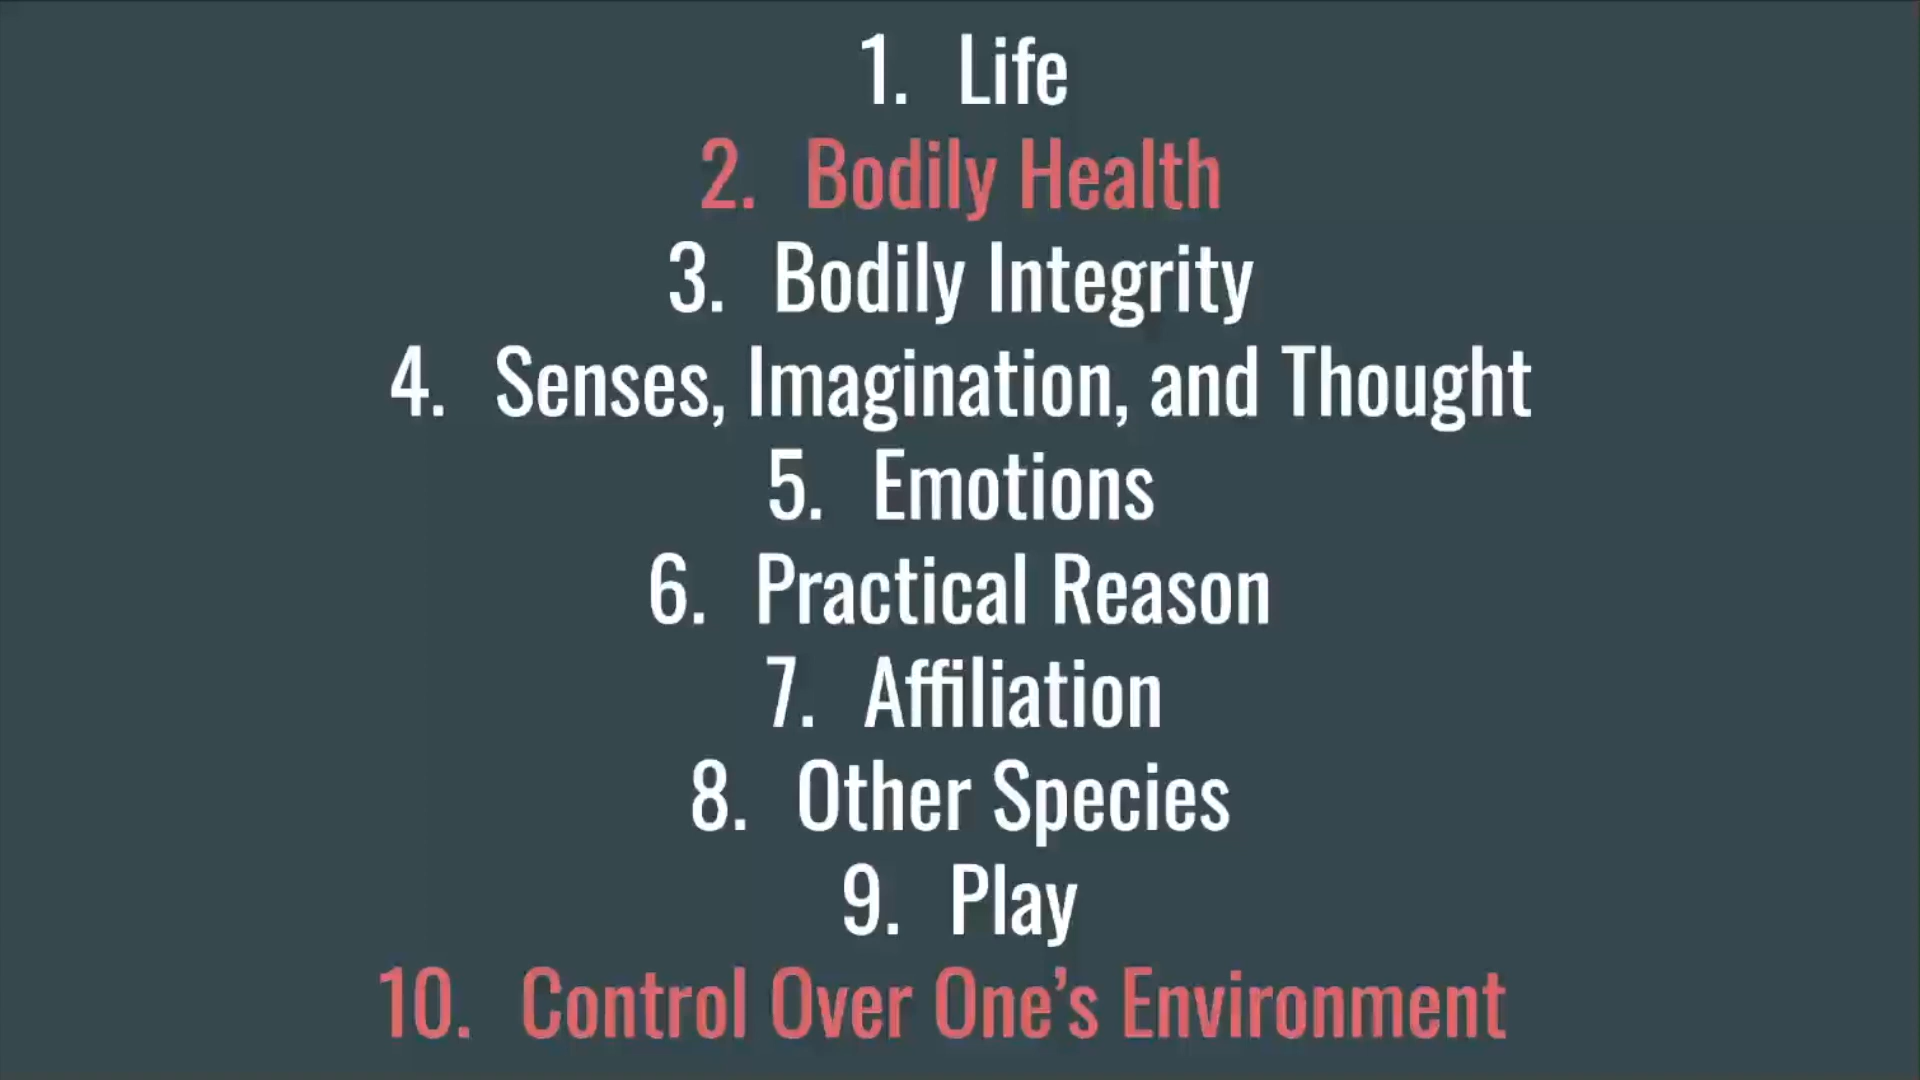 1. Life
2. Bodily Health
3. Bodily Integrity
4. Senses, Imagination, and Thought
5. Emotions
6. Practical Reason
7. Affiliation
8. Other Species
9. Play
10. Control Over One’s Environment